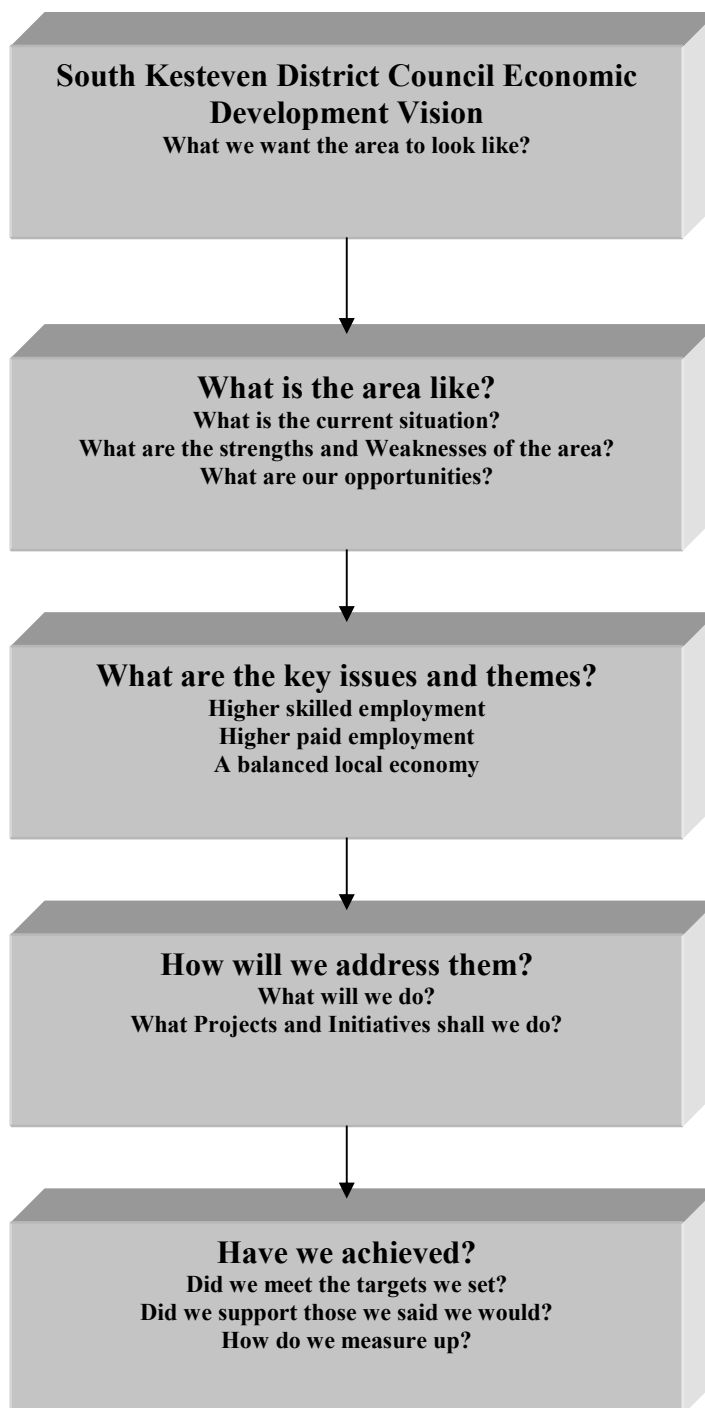 South Kesteven District Council Economic
Development Vision
What we want the area to look like?
What is the area like?
What is the current situation?
What are the strengths and Weaknesses of the area?
What are our opportunities?
What are the key issues and themes?
Higher skilled employment
Higher paid employment
A balanced local economy
How will we address them?
What will we do?
What Projects and Initiatives shall we do?
Have we achieved?
Did we meet the targets we set?
Did we support those we said we would?
How do we measure up?